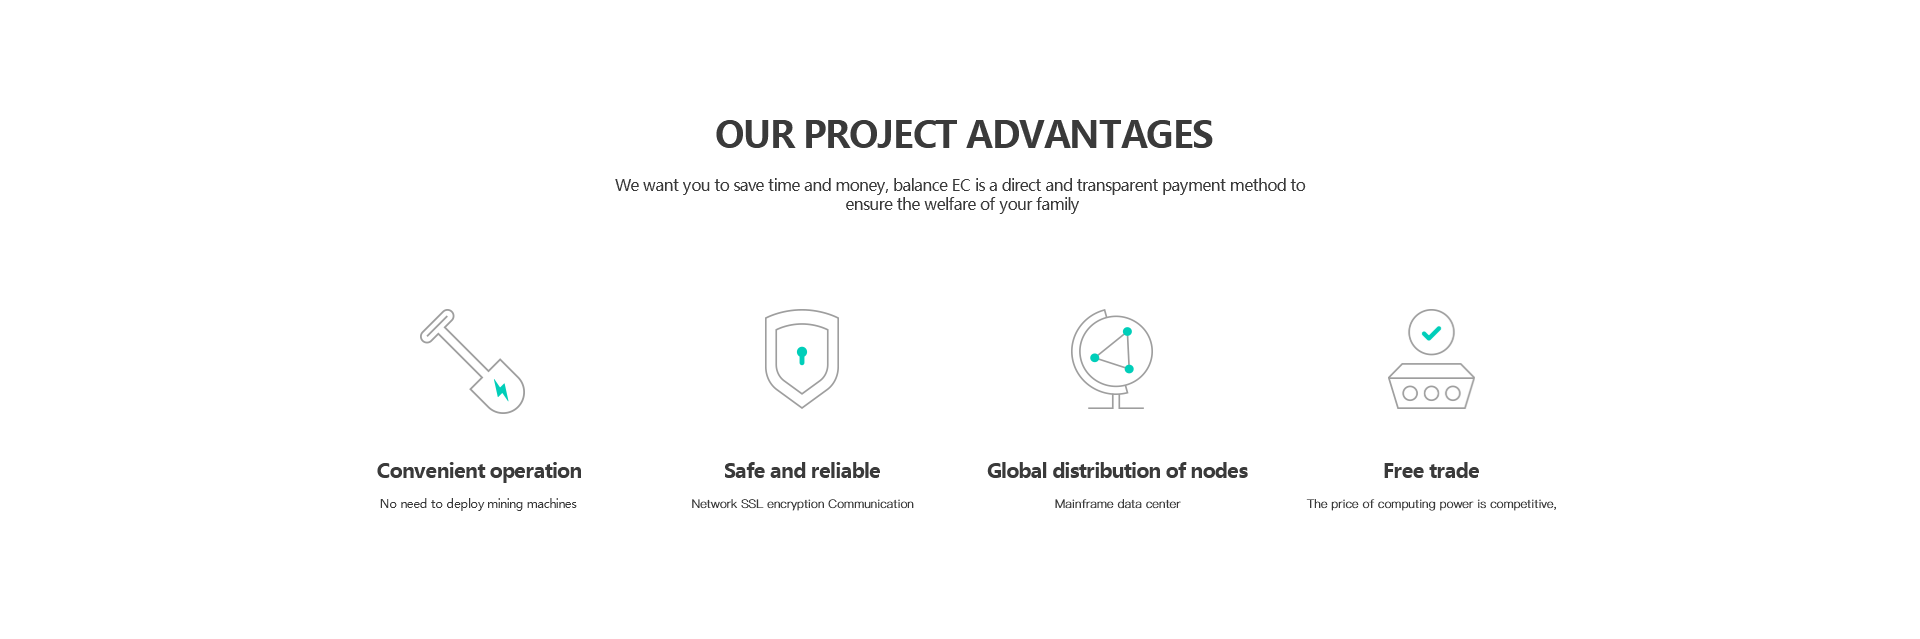 OUR PROJECT ADVANTAGES
We want you to save time and money, balance EC is a direct and transparent payment method to
ensure the welfare of your family
Convenient operation
No need to deploy mining machines
Safe and reliable
Network SSL encryption Communication
Global distribution of nodes
Mainframe data center
Free trade
The price of computing power is competitive,